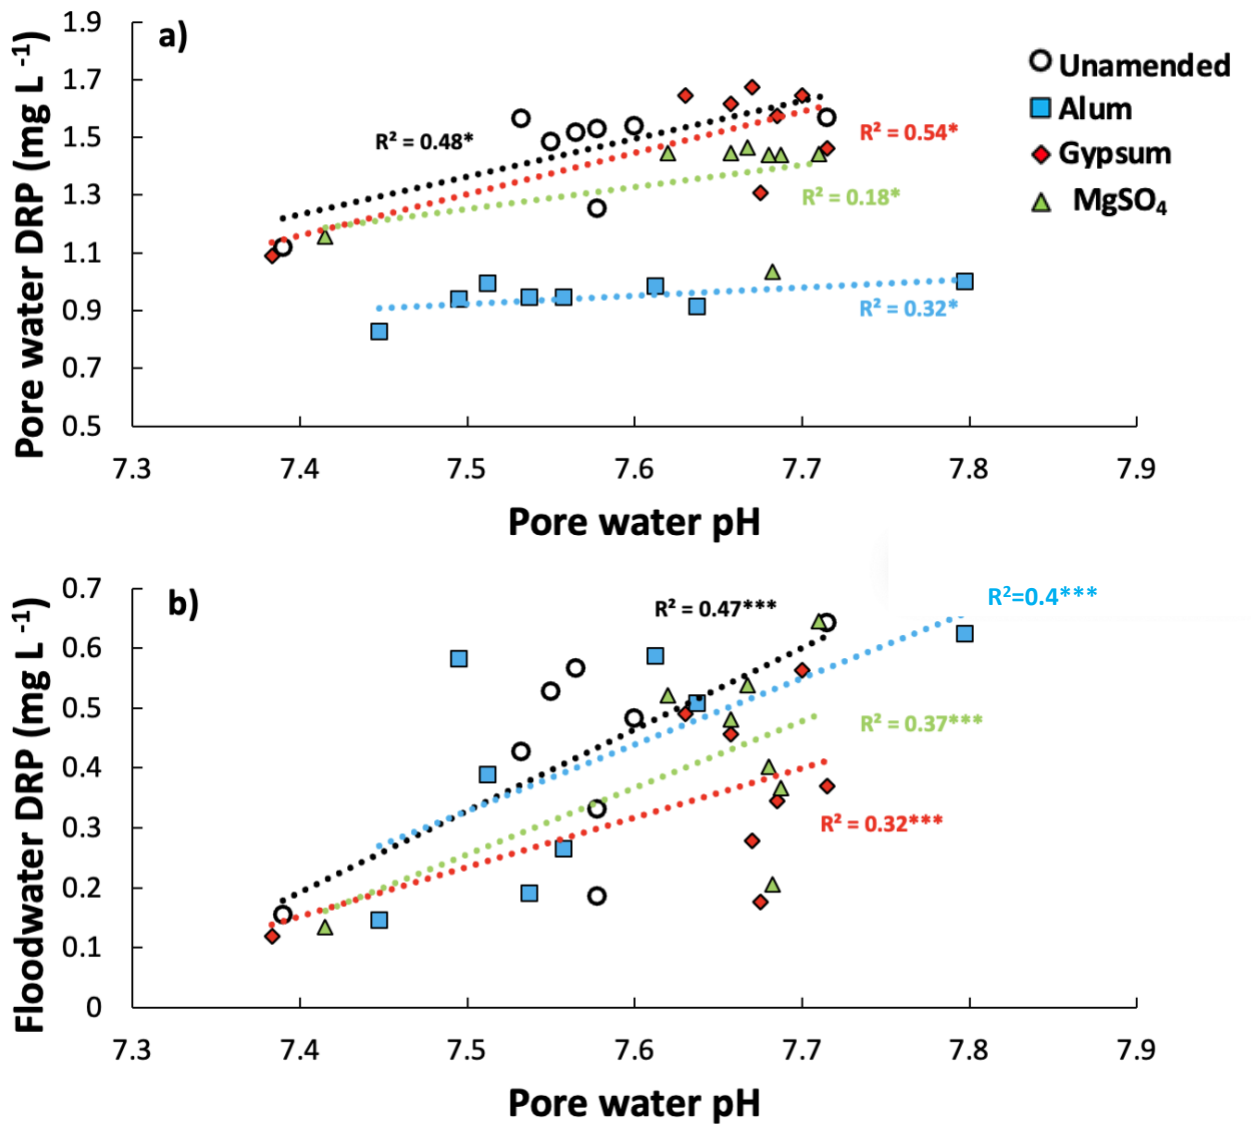 a)
Pore water DRP (mg L -1)
1.9
1.7
1.5
1.3
1.1
0.9
0.7
0.5
R² = 0.48*
R² = 0.54*
R² = 0.18*
R² = 0.32*
Unamended
Alum
Gypsum
MgSO4
7.3 7.4 7.5 7.6 7.7 7.8 7.9
Pore water pH
b)
Floodwater DRP (mg L -1)
0.7
0.6
0.5
0.4
0.3
0.2
0.1
0
R² = 0.47***
R²=0.4***
R² = 0.37***
R² = 0.32***
7.3 7.4 7.5 7.6 7.7 7.8 7.9
Pore water pH